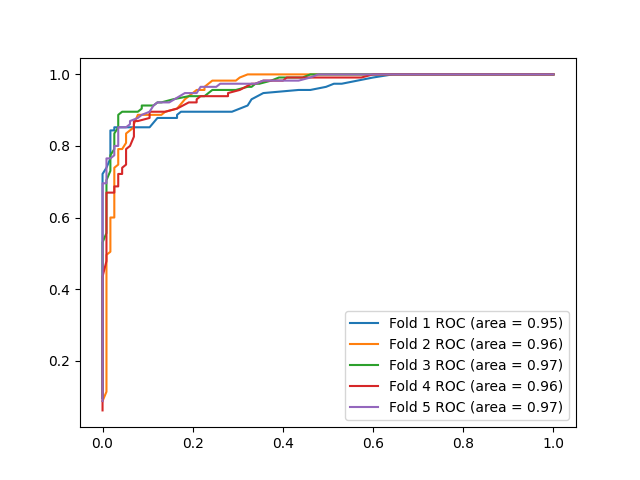 1.0
0.8
0.6
0.4
0.2
0.0 0.2 0.4 0.6 0.8 1.0
Fold 1 ROC (area = 0.95)
Fold 2 ROC (area = 0.96)
Fold 3 ROC (area = 0.97)
Fold 4 ROC (area = 0.96)
Fold 5 ROC (area = 0.97)